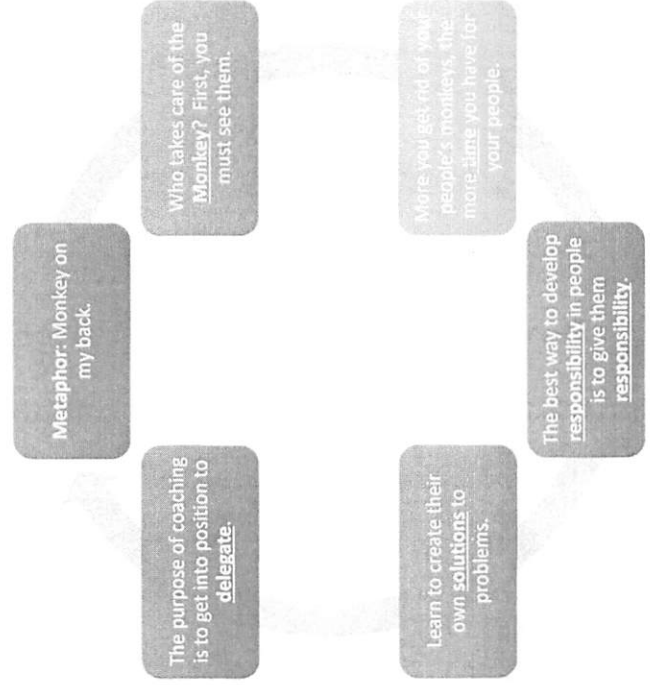 Metaphor: Monkey on
my back.
Who takes care of the
Monkey? First, you
must see them.
More you get rid of your
people's monkeys, the
more time you have for
your people.
The best way to develop
responsibility in people
is to give them
responsibility.
Learn to create their
own solutions to
problems.
The purpose of coaching
is to get into position to
delegate.